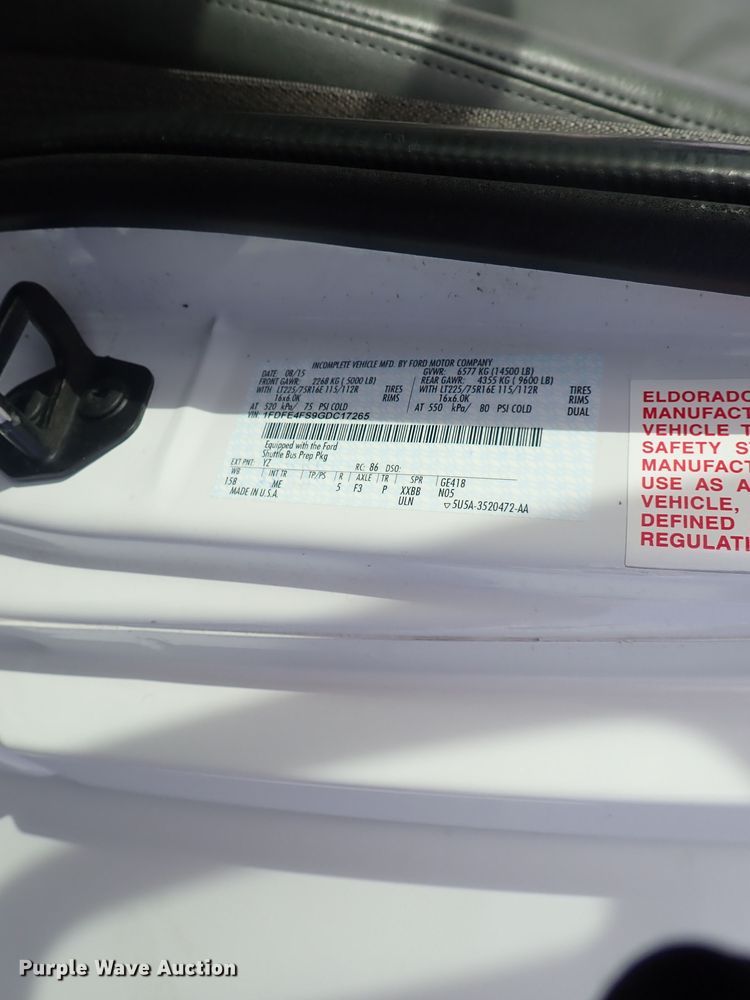 INCOMPLETE VEHICLE MFD. BY FORD MOTOR COMPANY
DATE: 08/15 GVWR: 6577 KG (14500 LB)
FRONT GAWR: 2268 KG ( 5000 LB) REAR GAWR: 4355 KG ( 9600 LB)
WITH LT225/75R16E 115/112R TIRES WITH LT225/75R16E 115/112R TIRES
16x6.0K RIMS 16x6.0K RIMS
AT 520 kPa/ 75 PSI COLD AT 550 kPa/ 80 PSI COLD DUAL
VIN: 1FDFE4FS9GDC17265
Equipped with the Ford
Shuttle Bus Prep Pkg
EXT PNT: YZ RC: 86 DSO:
WB INT TR TP/PS R AXLE TR SPR GE418
158 ME 5 F3 P XXBB N05
MADE IN U.S.A. ULN 5U5A-3520472-AA
ELDORADO
MANUFACT
VEHICLE T
SAFETY S
MANUFACT
USE AS A
VEHICLE,
DEFINED
REGULATI
Purple Wave Auction